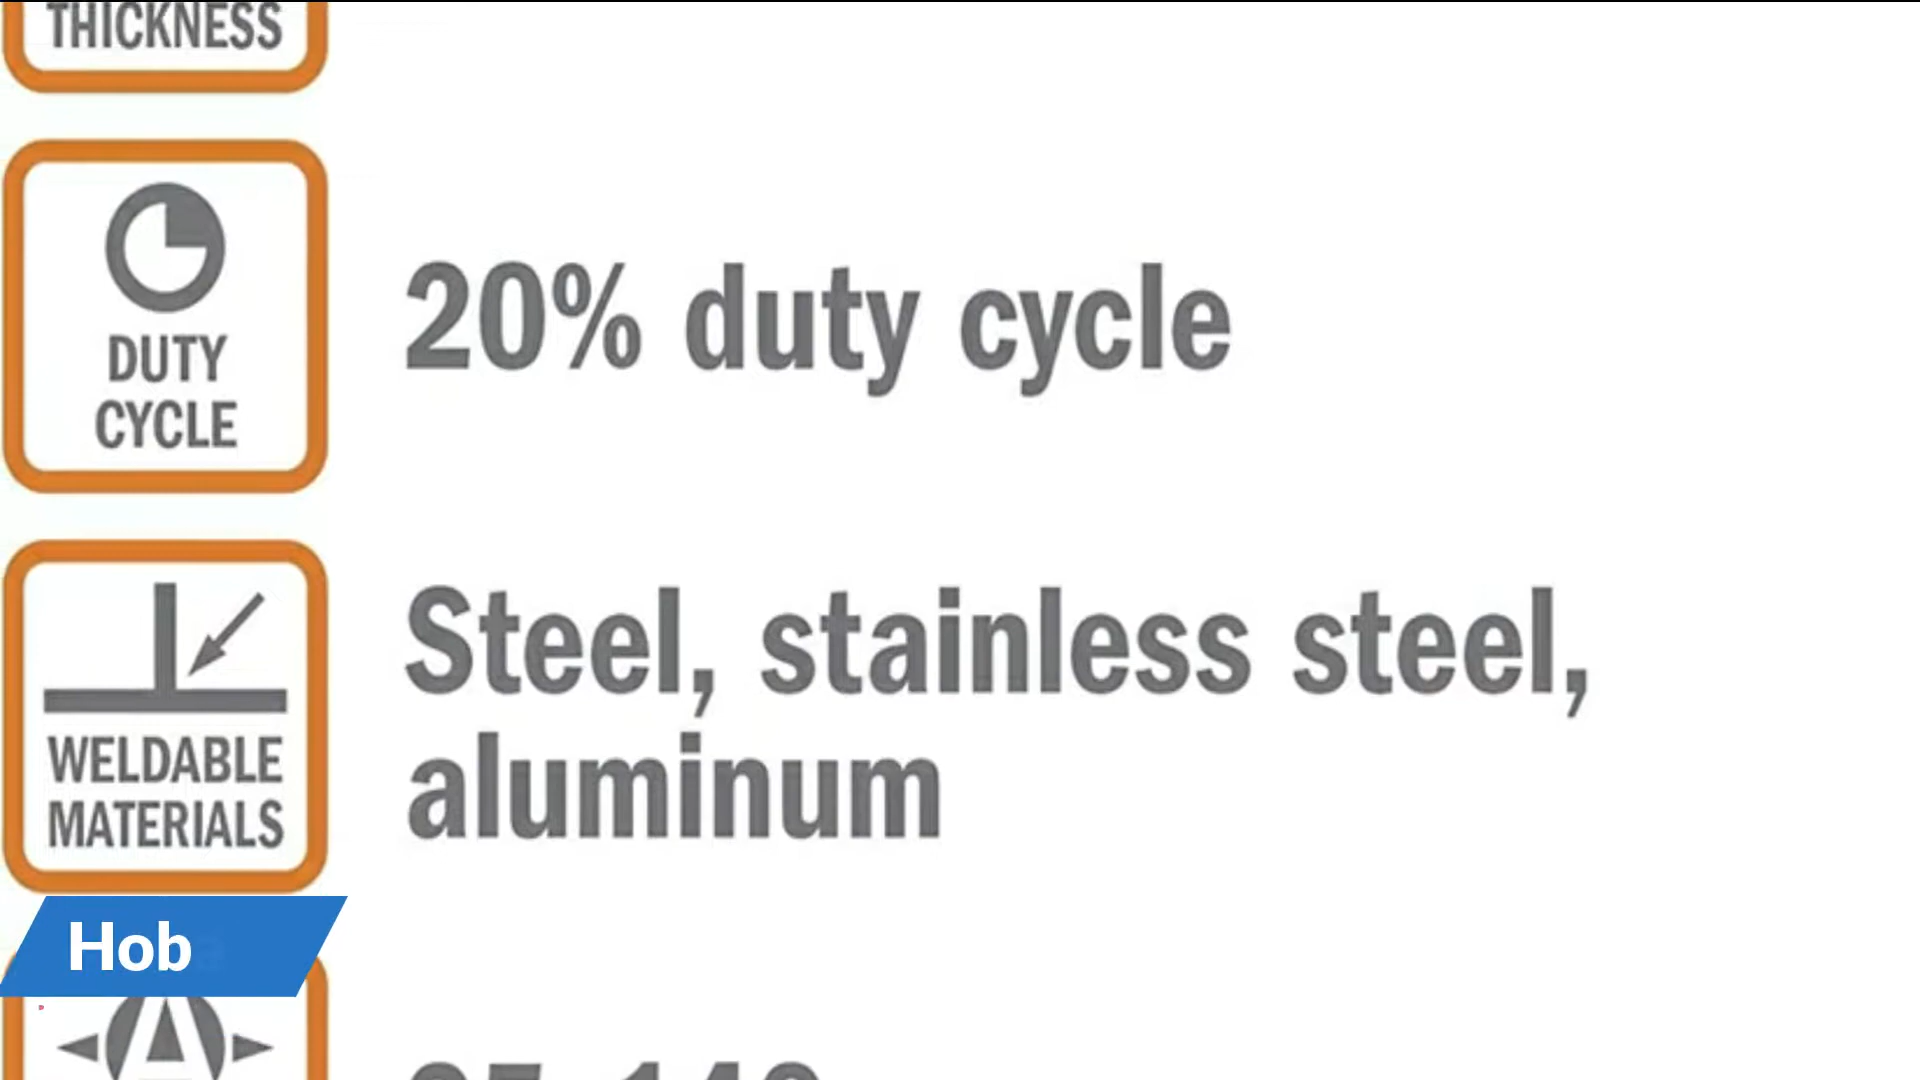 THICKNESS
DUTY
CYCLE
20% duty cycle
WELDABLE
MATERIALS
Steel, stainless steel,
aluminum
Hob